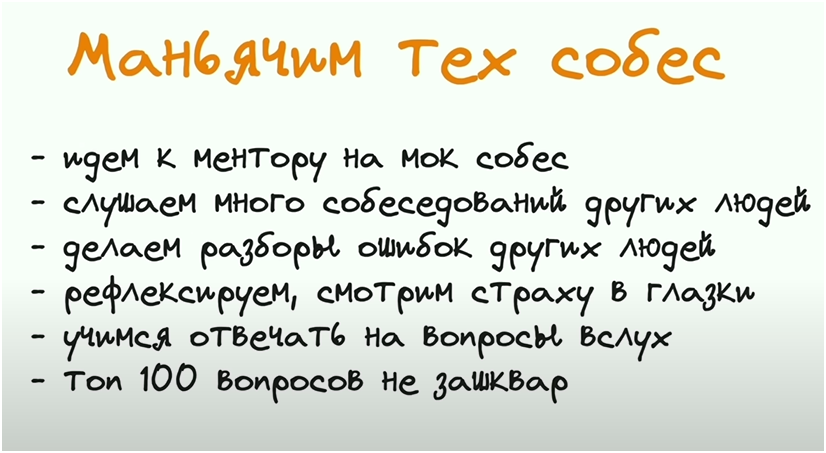 Маньячим тех собес
- идем к ментору на мок собес
- слушаем много собеседований других людей
- делаем разборы ошибок других людей
- рефлексируем, смотрим страху в глазки
- учимся отвечать на вопросы вслух
- топ 100 вопросов не зашквар